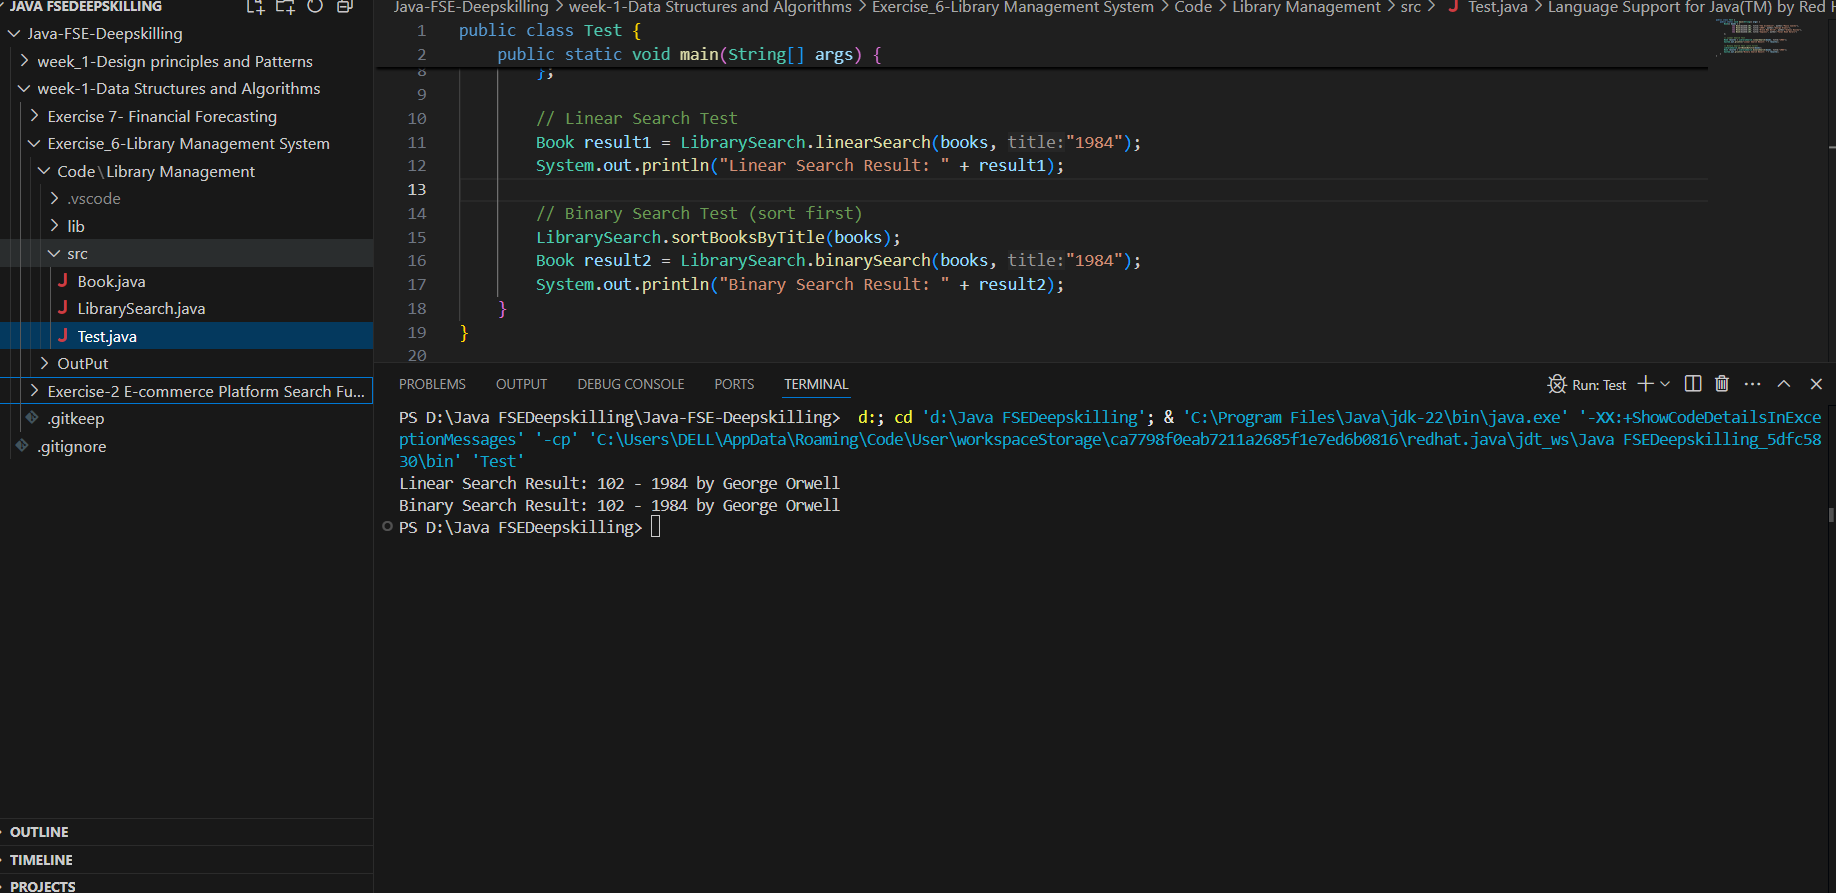 JAVA FSEDEEPSKILLING
Java-FSE-Deepskilling
week_1-Design principles and Patterns
week-1-Data Structures and Algorithms
Exercise 7- Financial Forecasting
Exercise_6-Library Management System
Code\Library Management
.vscode
lib
src
Book.java
LibrarySearch.java
Test.java
OutPut
Exercise-2 E-commerce Platform Search Fu...
.gitkeep
.gitignore
OUTLINE
TIMELINE
PROJECTS
Java-FSE-Deepskilling > week-1-Data Structures and Algorithms > Exercise_6-Library Management System > Code > Library Management > src > Test.java > Language Support for Java(TM) by Red H
1 public class Test {
2 public static void main(String[] args) {
8 };
9
10 // Linear Search Test
11 Book result1 = LibrarySearch.linearSearch(books, title:"1984");
12 System.out.println("Linear Search Result: " + result1);
13
14 // Binary Search Test (sort first)
15 LibrarySearch.sortBooksByTitle(books);
16 Book result2 = LibrarySearch.binarySearch(books, title:"1984");
17 System.out.println("Binary Search Result: " + result2);
18 }
19 }
20
PROBLEMS OUTPUT DEBUG CONSOLE PORTS TERMINAL Run: Test
PS D:\Java FSEDeepskilling\Java-FSE-Deepskilling> d:; cd 'd:\Java FSEDeepskilling'; & 'C:\Program Files\Java\jdk-22\bin\java.exe' '-XX:+ShowCodeDetailsInExce
ptionMessages' '-cp' 'C:\Users\DELL\AppData\Roaming\Code\User\workspaceStorage\ca7798f0eab7211a2685f1e7ed6b0816\redhat.java\jdt_ws\Java FSEDeepskilling_5dfc58
30\bin' 'Test'
Linear Search Result: 102 - 1984 by George Orwell
Binary Search Result: 102 - 1984 by George Orwell
PS D:\Java FSEDeepskilling>